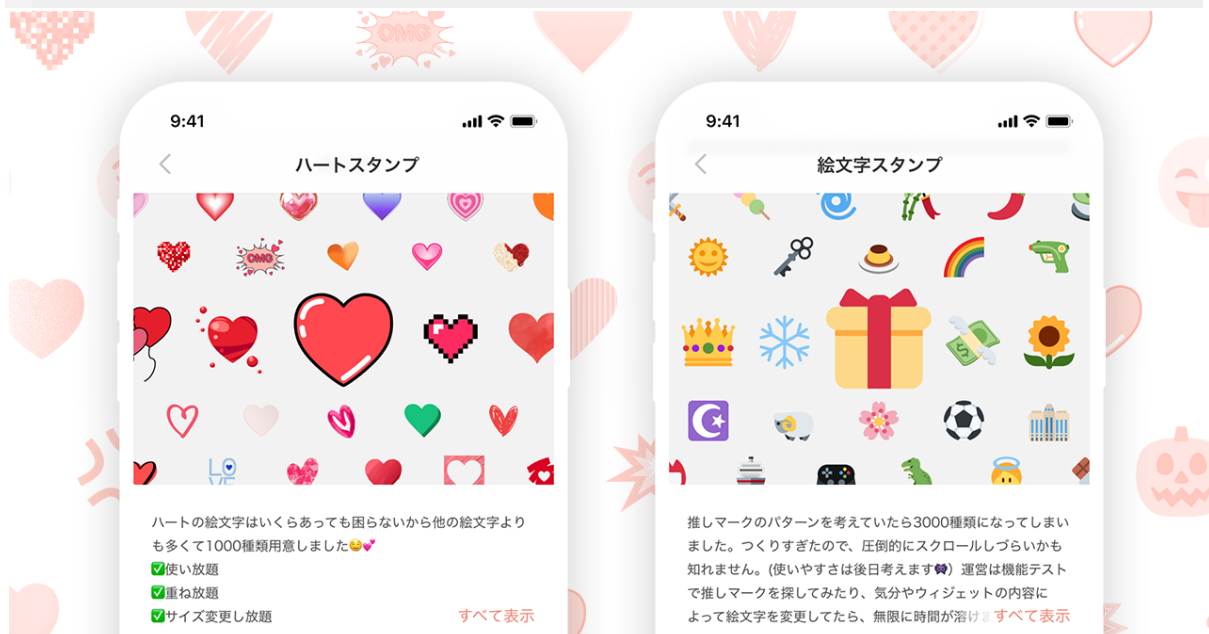 OMG
9:41
ハートスタンプ
OMG
LO
VE
ハートの絵文字はいくらあっても困らないから他の絵文字より
も多くて1000種類用意しました😋💕
✅使い放題
✅重ね放題
✅サイズ変更し放題
すべて表示
9:41
絵文字スタンプ
推しマークのパターンを考えていたら3000種類になってしまい
ました。つくりすぎたので、圧倒的にスクロールしづらいかも
知れません。(使いやすさは後日考えます🎆）運営は機能テスト
で推しマークを探してみたり、気分やウィジェットの内容に
よって絵文字を変更してたら、無限に時間が溶けま
すべて表示